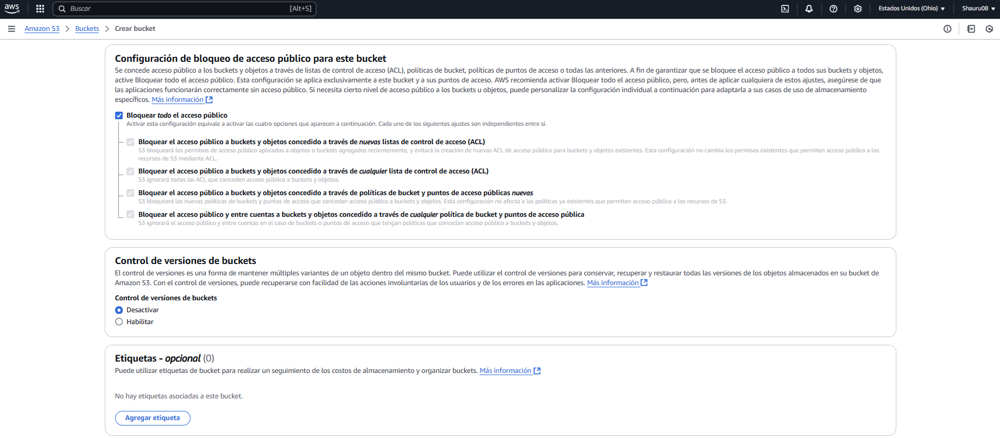 aws
Buscar
[Alt+S]
Estados Unidos (Ohio)
Shauru08
Amazon S3
Buckets
Crear bucket
Configuración de bloqueo de acceso público para este bucket
Se concede acceso público a los buckets y objetos a través de listas de control de acceso (ACL), políticas de bucket, políticas de puntos de acceso o todas las anteriores. A fin de garantizar que se bloquee el acceso público a todos sus buckets y objetos,
active Bloquear todo el acceso público. Esta configuración se aplica exclusivamente a este bucket y a sus puntos de acceso. AWS recomienda activar Bloquear todo el acceso público, pero, antes de aplicar cualquiera de estos ajustes, asegúrese de que
las aplicaciones funcionarán correctamente sin acceso público. Si necesita cierto nivel de acceso público a los buckets u objetos, puede personalizar la configuración individual a continuación para adaptarla a sus casos de uso de almacenamiento
específicos. Más información
Bloquear todo el acceso público
Activar esta configuración equivale a activar las cuatro opciones que aparecen a continuación. Cada uno de los siguientes ajustes son independientes entre sí.
Bloquear el acceso público a buckets y objetos concedido a través de nuevas listas de control de acceso (ACL)
S3 bloqueará los permisos de acceso público aplicados a objetos o buckets agregados recientemente, y evitará la creación de nuevas ACL de acceso público para buckets y objetos existentes. Esta configuración no cambia los permisos existentes que permiten acceso público a los
recursos de S3 mediante ACL.
Bloquear el acceso público a buckets y objetos concedido a través de cualquier lista de control de acceso (ACL)
S3 ignorará todas las ACL que conceden acceso público a buckets y objetos.
Bloquear el acceso público a buckets y objetos concedido a través de políticas de bucket y puntos de acceso públicas nuevas
S3 bloqueará las nuevas políticas de buckets y puntos de acceso que concedan acceso público a buckets y objetos. Esta configuración no afecta a las políticas ya existentes que permiten acceso público a los recursos de S3.
Bloquear el acceso público y entre cuentas a buckets y objetos concedido a través de cualquier política de bucket y puntos de acceso pública
S3 ignorará el acceso público y entre cuentas en el caso de buckets o puntos de acceso que tengan políticas que concedan acceso público a buckets y objetos.
Control de versiones de buckets
El control de versiones es una forma de mantener múltiples variantes de un objeto dentro del mismo bucket. Puede utilizar el control de versiones para conservar, recuperar y restaurar todas las versiones de los objetos almacenados en su bucket de
Amazon S3. Con el control de versiones, puede recuperarse con facilidad de las acciones involuntarias de los usuarios y de los errores en las aplicaciones. Más información
Control de versiones de buckets
Desactivar
Habilitar
Etiquetas - opcional (0)
Puede utilizar etiquetas de bucket para realizar un seguimiento de los costos de almacenamiento y organizar buckets. Más información
No hay etiquetas asociadas a este bucket.
Agregar etiqueta